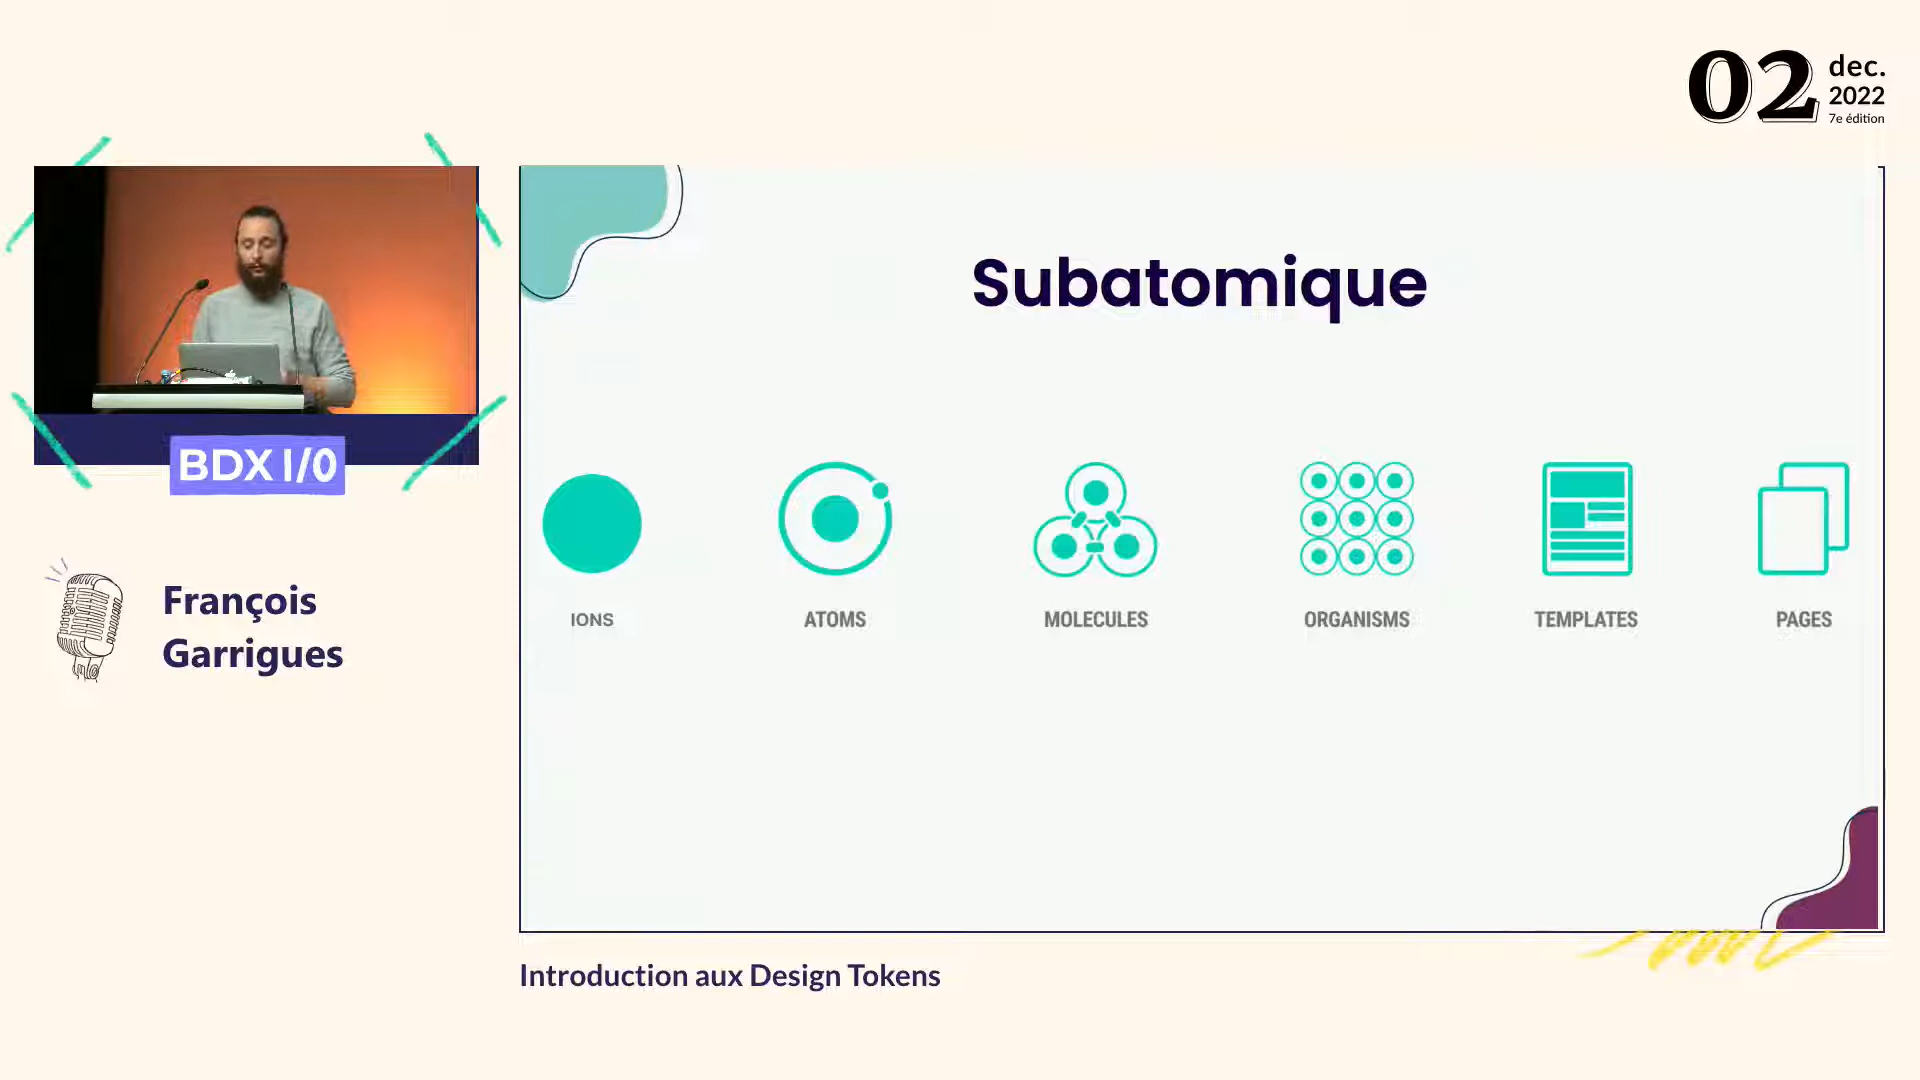 02 dec.
2022
7e édition
BDX I/O
François
Garrigues
Subatomique
IONS
ATOMS
MOLECULES
ORGANISMS
TEMPLATES
PAGES
Introduction aux Design Tokens